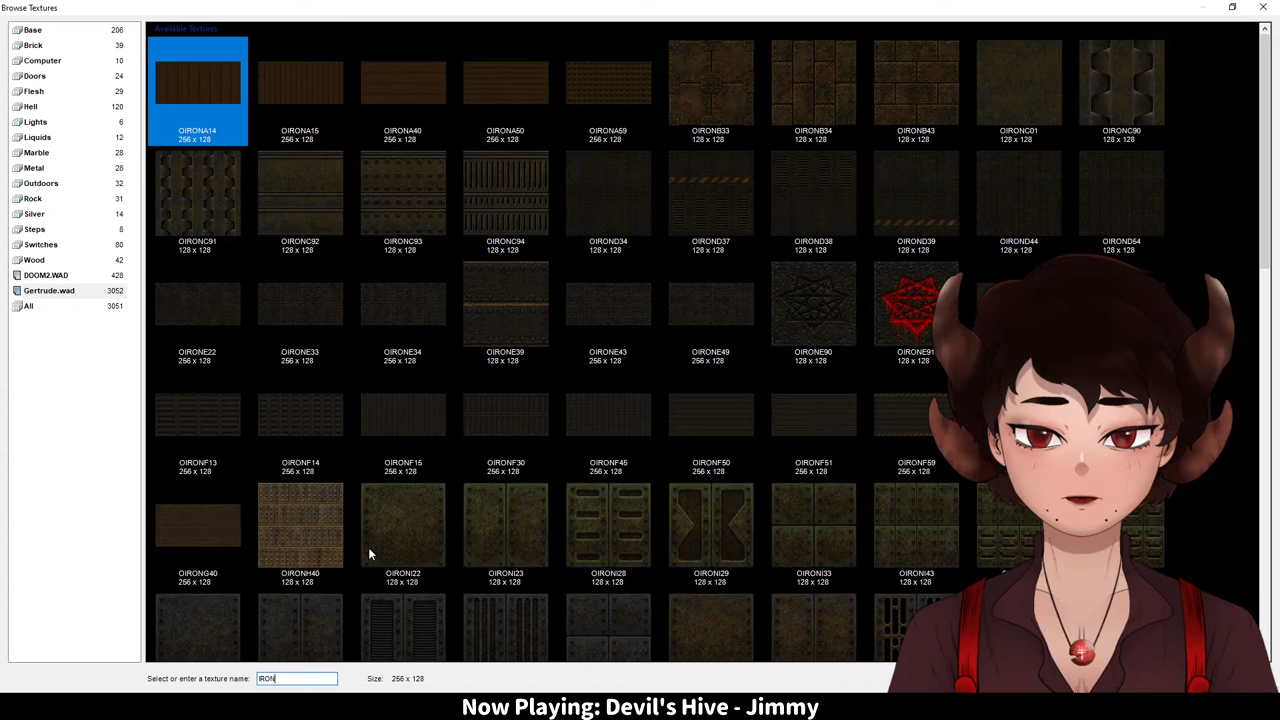 Browse Textures
Base 206
Brick 39
Computer 10
Doors 24
Flesh 29
Hell 120
Lights 6
Liquids 12
Marble 28
Metal 28
Outdoors 32
Rock 31
Silver 14
Steps 8
Switches 80
Wood 42
DOOM2.WAD 428
Gertrude.wad 3052
All 3051
Available Textures
OIRONA14 OIRONA15 OIRONA40 OIRONA50 OIRONA59 OIRONB33 OIRONB34 OIRONB43 OIRONC01 OIRONC90
256 x 128 256 x 128 256 x 128 256 x 128 256 x 128 128 x 128 128 x 128 128 x 128 128 x 128 128 x 128
OIRONC91 OIRONC92 OIRONC93 OIRONC94 OIROND34 OIROND37 OIROND38 OIROND39 OIROND44 OIROND54
128 x 128 128 x 128 128 x 128 128 x 128 128 x 128 128 x 128 128 x 128 128 x 128 128 x 128 128 x 128
OIRONE22 OIRONE33 OIRONE34 OIRONE39 OIRONE43 OIRONE49 OIRONE90 OIRONE91
256 x 128 256 x 128 256 x 128 128 x 128 256 x 128 256 x 128 128 x 128 128 x 128
OIRONF13 OIRONF14 OIRONF15 OIRONF30 OIRONF45 OIRONF50 OIRONF51 OIRONF59
256 x 128 256 x 128 256 x 128 256 x 128 256 x 128 256 x 128 256 x 128 256 x 128
OIRONG40 OIRONH40 OIRONI22 OIRONI23 OIRONI28 OIRONI29 OIRONI33 OIRONI43
256 x 128 128 x 128 128 x 128 128 x 128 128 x 128 128 x 128 128 x 128 128 x 128
Select or enter a texture name: IRON Size: 256 x 128
Now Playing: Devil's Hive - Jimmy